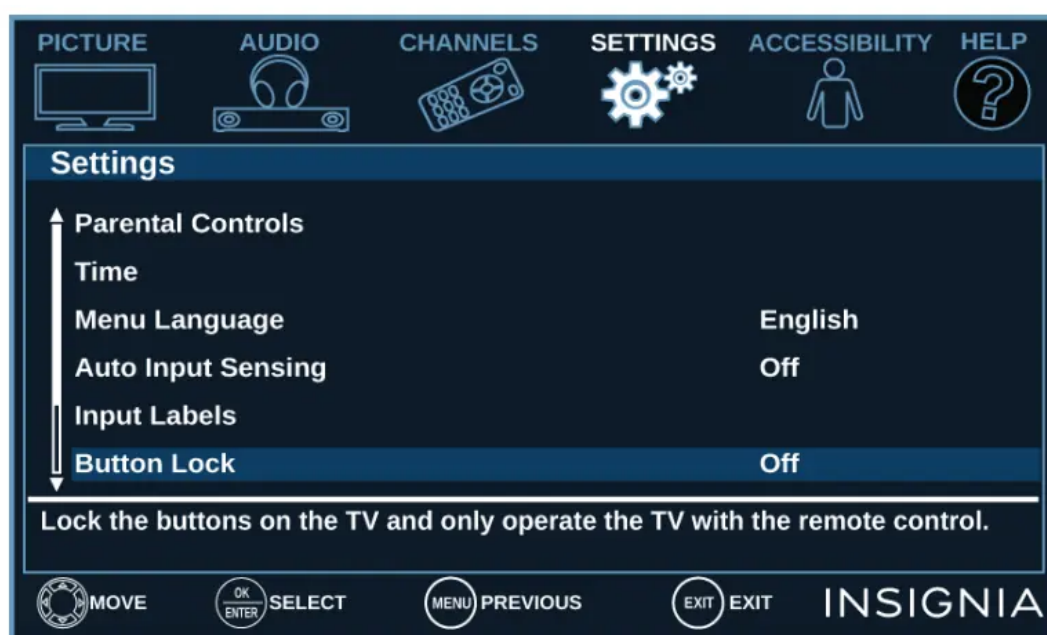 PICTURE AUDIO CHANNELS SETTINGS ACCESSIBILITY HELP
?
Settings
Parental Controls
Time
Menu Language English
Auto Input Sensing Off
Input Labels
Button Lock Off
Lock the buttons on the TV and only operate the TV with the remote control.
MOVE OK ENTER SELECT MENU PREVIOUS EXIT EXIT INSIGNIA